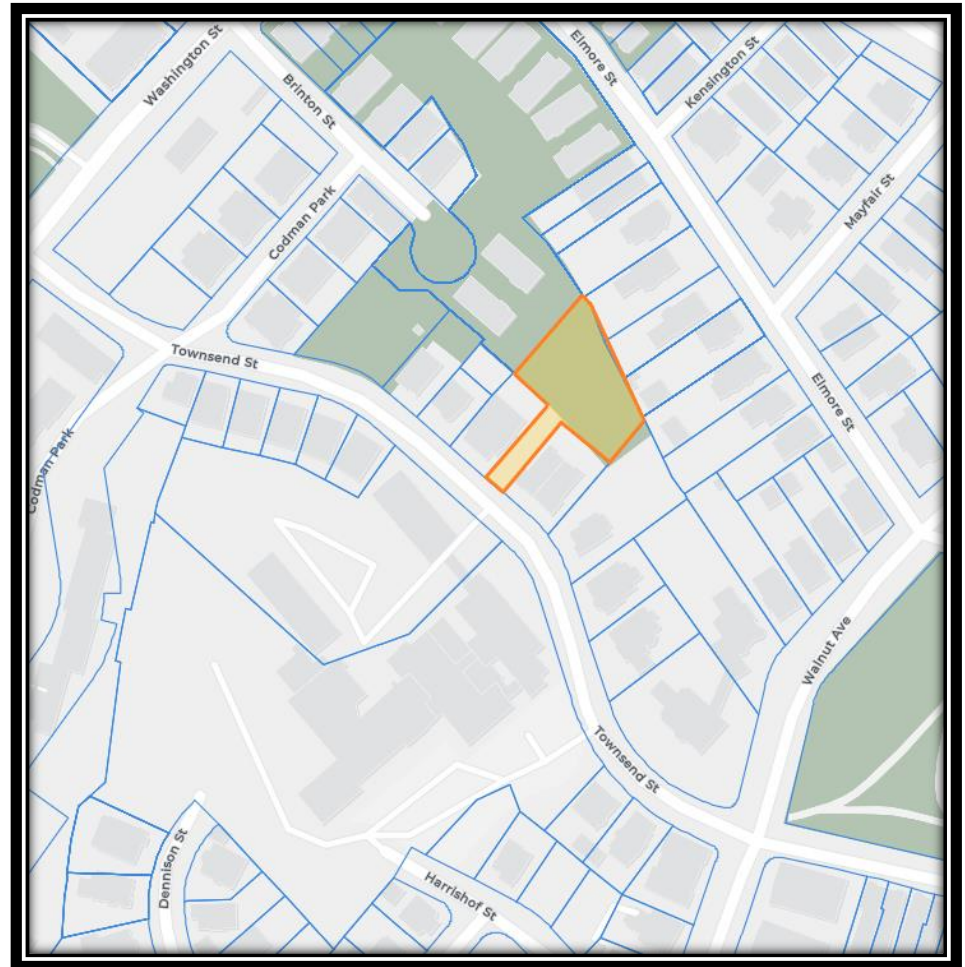 Washington St
Brinton St
Elmore St
Kensington St
Mayfair St
Codman Park
Townsend St
Elmore St
Codman Park
Walnut Ave
Townsend St
Dennison St
Harrishof St